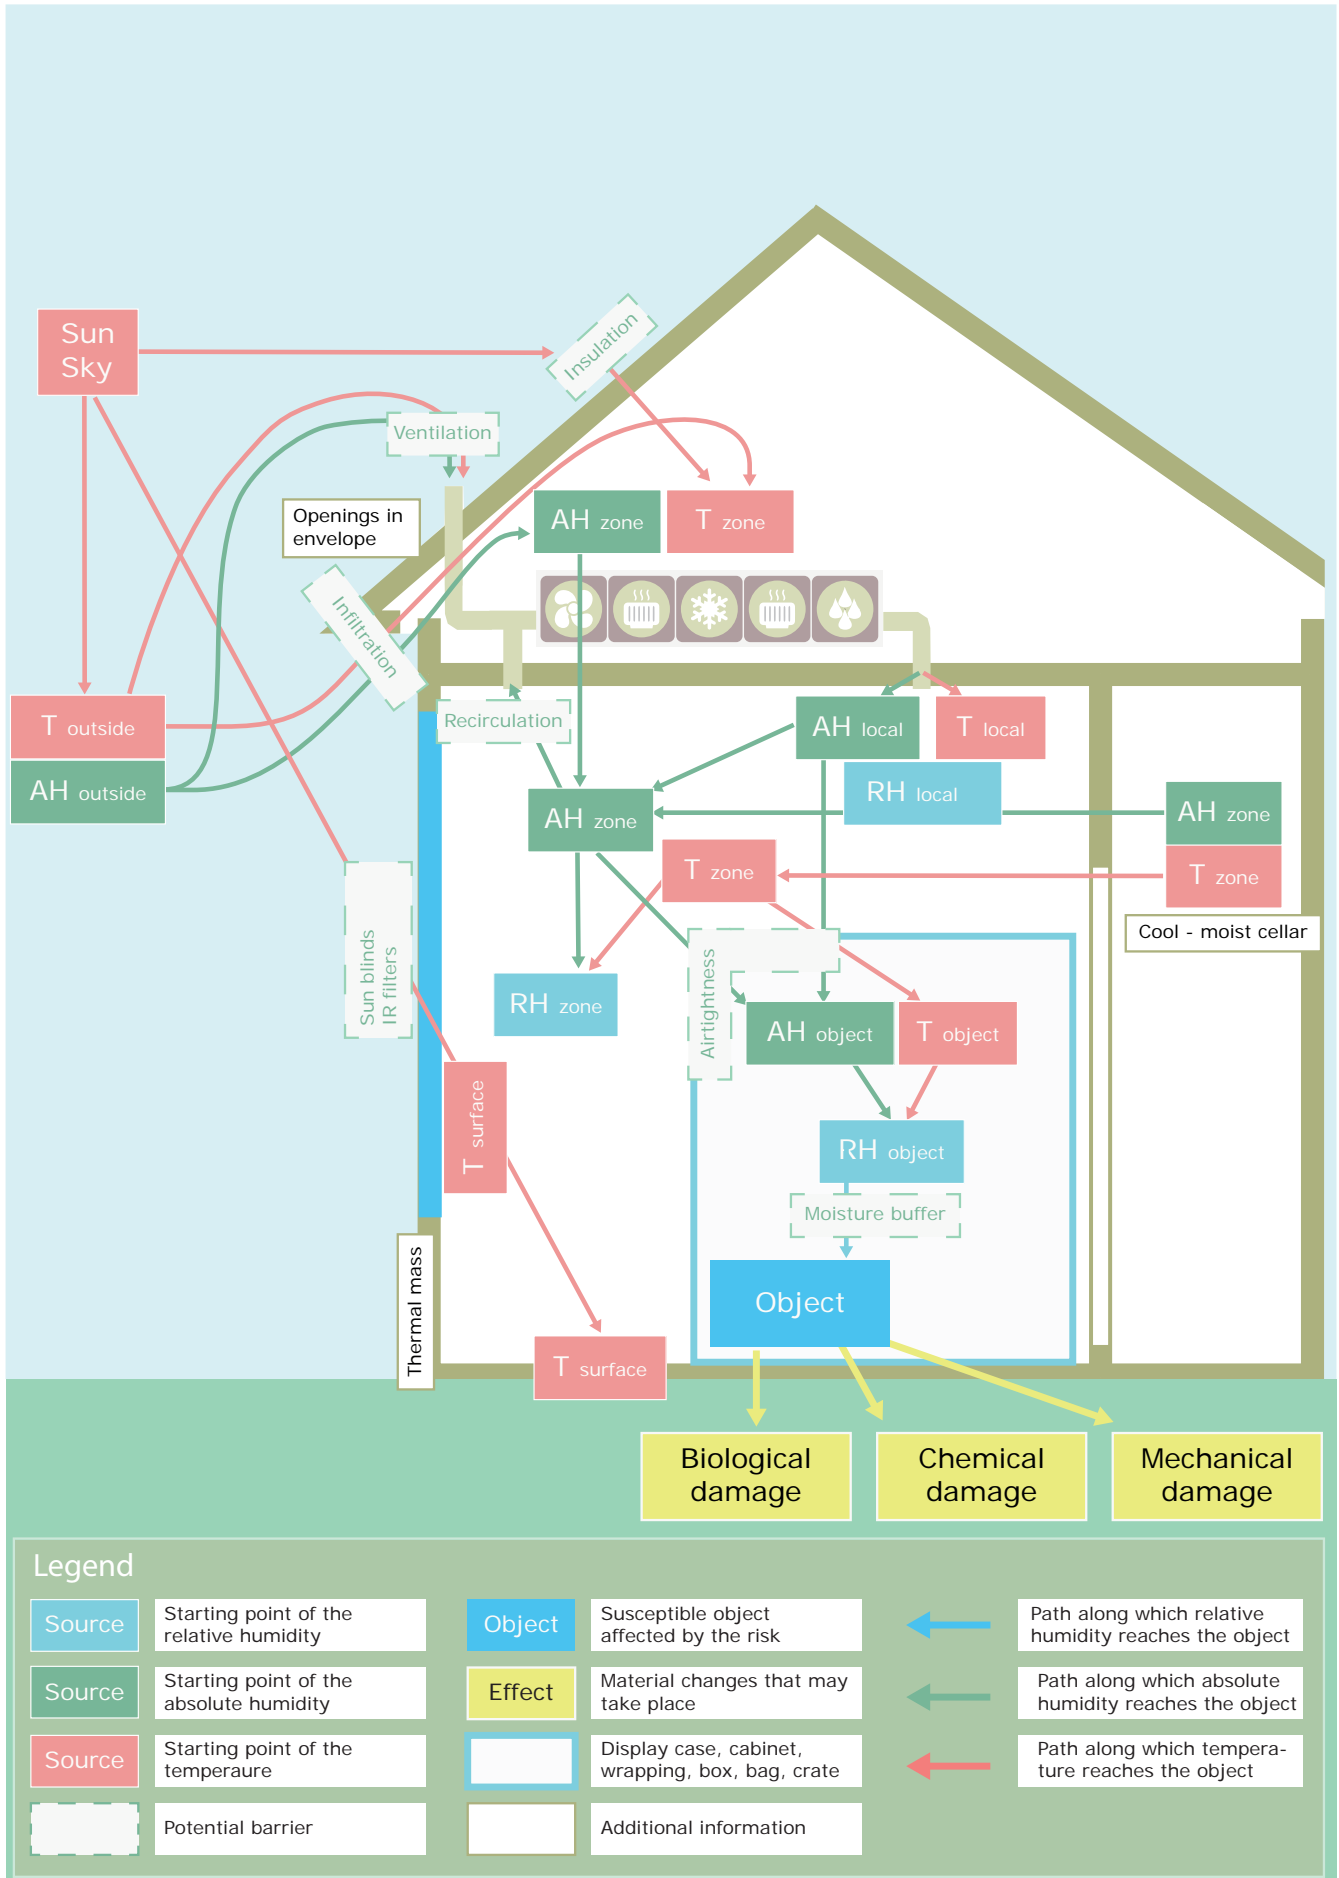 Sun
Sky
Insulation
Ventilation
Openings in
envelope
AH zone
T zone
Infiltration
T outside
AH outside
Recirculation
AH local
T local
RH local
AH zone
AH zone
T zone
T zone
Cool - moist cellar
Sun blinds
IR filters
RH zone
Airtightness
AH object
T object
T surface
RH object
Moisture buffer
Thermal mass
Object
T surface
Biological
damage
Chemical
damage
Mechanical
damage
Legend
Source
Starting point of the
relative humidity
Object
Susceptible object
affected by the risk
Path along which relative
humidity reaches the object
Source
Starting point of the
absolute humidity
Effect
Material changes that may
take place
Path along which absolute
humidity reaches the object
Source
Starting point of the
temperaure
Display case, cabinet,
wrapping, box, bag, crate
Path along which tempera-
ture reaches the object
Potential barrier
Additional information